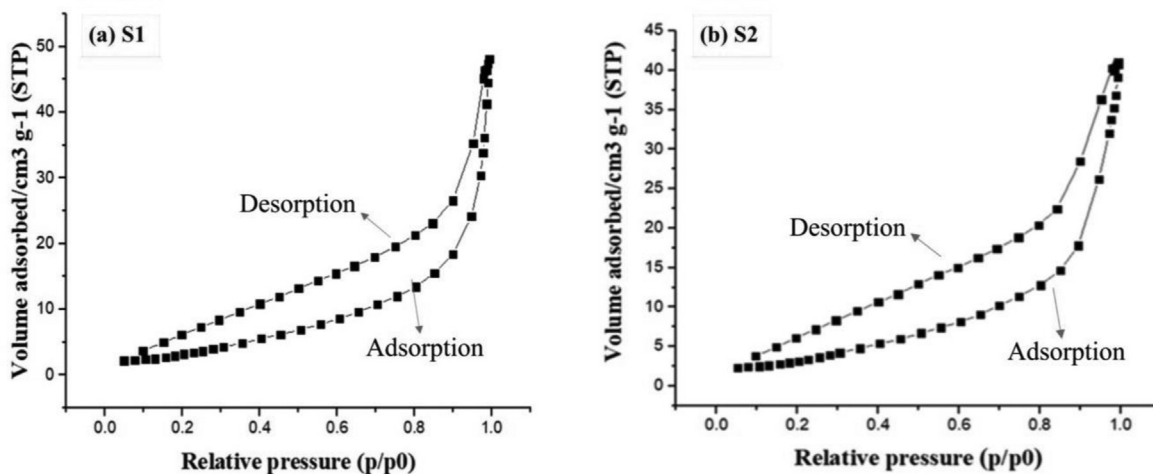 (a) S1
Volume adsorbed/cm3 g-1 (STP)
50
40
30
20
10
0
Desorption
Adsorption
0.0 0.2 0.4 0.6 0.8 1.0
Relative pressure (p/p0)
(b) S2
Volume adsorbed/cm3 g-1 (STP)
45
40
35
30
25
20
15
10
5
0
Desorption
Adsorption
0.0 0.2 0.4 0.6 0.8 1.0
Relative pressure (p/p0)